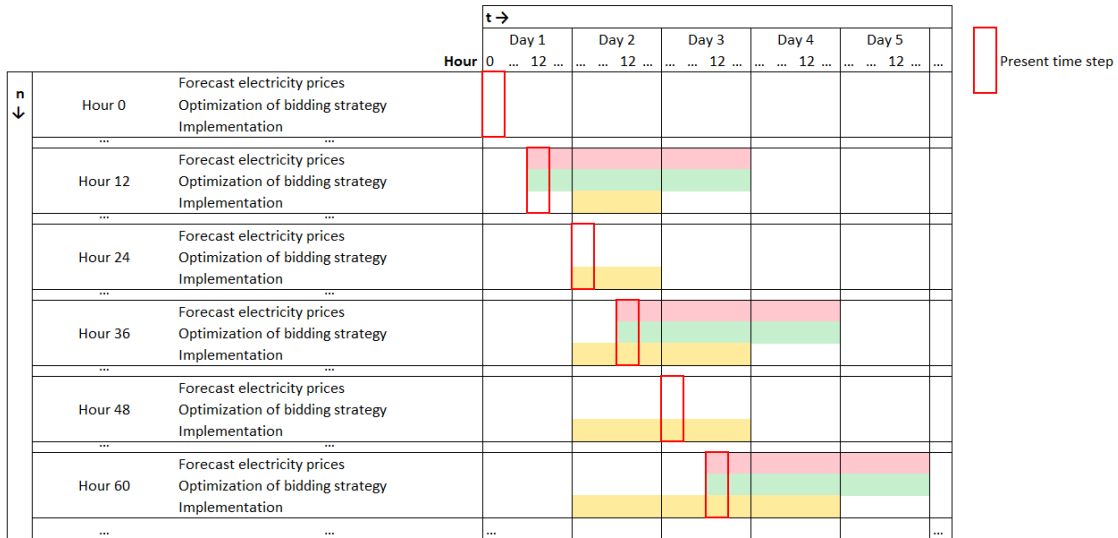 t →
Day 1 Day 2 Day 3 Day 4 Day 5
Hour 0 ... 12 ... ... ... 12 ... ... ... 12 ... ... ... 12 ... ... ... 12 ... ...
Present time step
n
↓
Forecast electricity prices
Hour 0 Optimization of bidding strategy
Implementation
... ...
Forecast electricity prices
Hour 12 Optimization of bidding strategy
Implementation
... ...
Forecast electricity prices
Hour 24 Optimization of bidding strategy
Implementation
... ...
Forecast electricity prices
Hour 36 Optimization of bidding strategy
Implementation
... ...
Forecast electricity prices
Hour 48 Optimization of bidding strategy
Implementation
... ...
Forecast electricity prices
Hour 60 Optimization of bidding strategy
Implementation
... ... ... ...